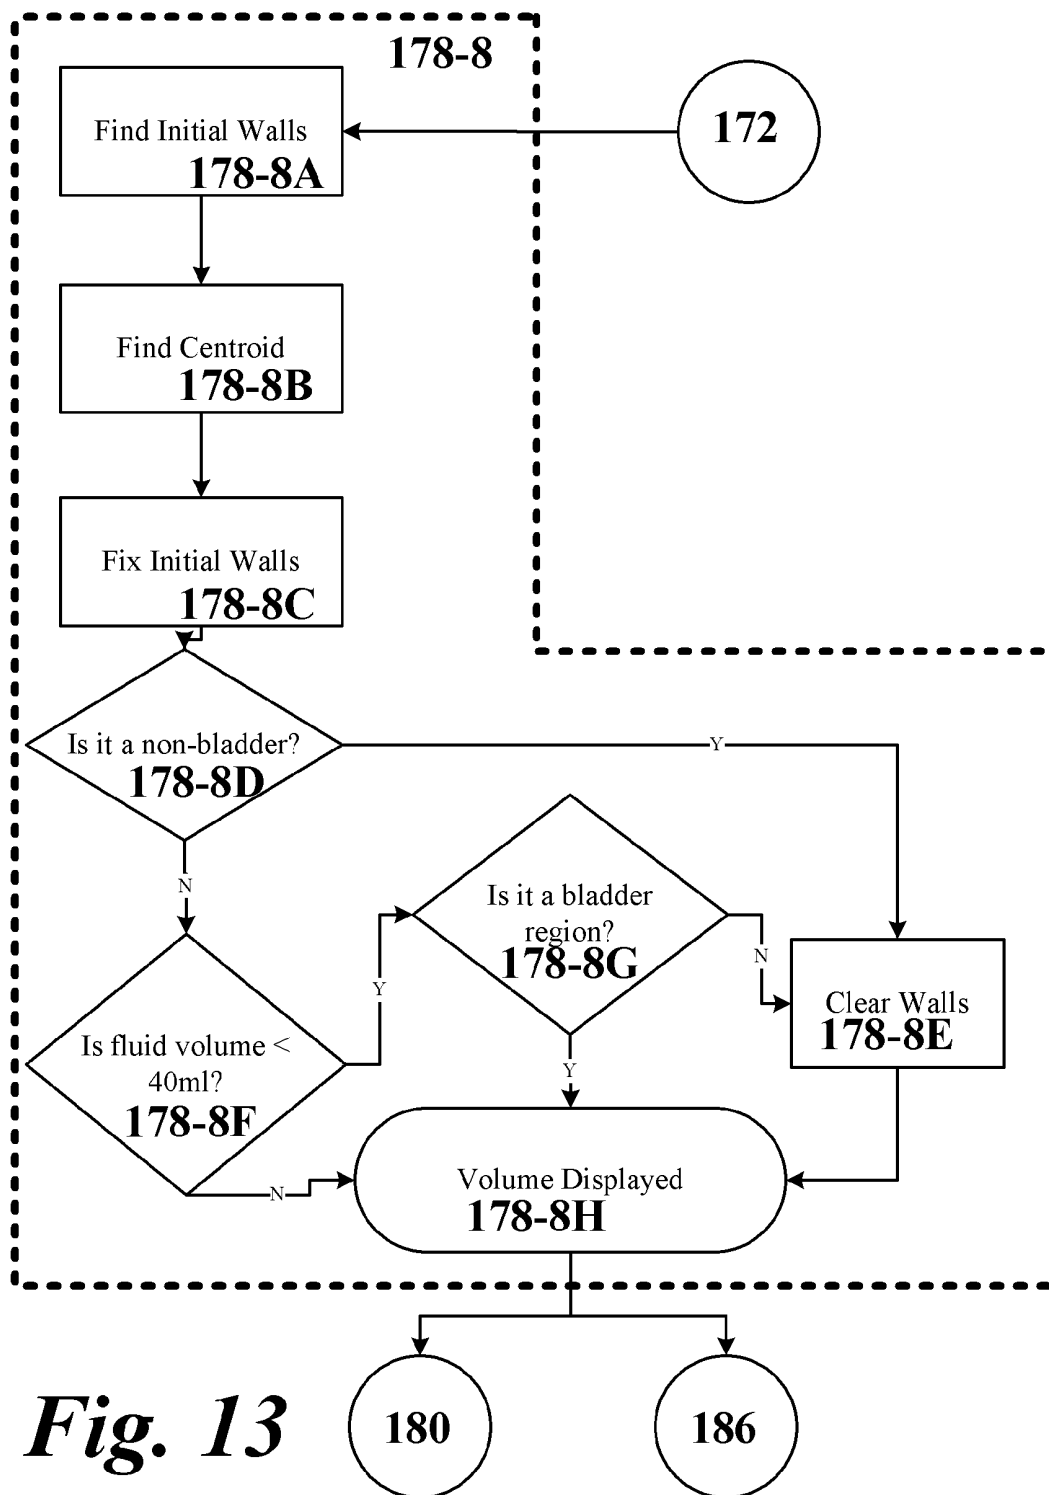 178-8
172
Find Initial Walls
178-8A
Find Centroid
178-8B
Fix Initial Walls
178-8C
Is it a non-bladder?
178-8D
Y
N
Is it a bladder
region?
178-8G
N
Y
Y
Clear Walls
178-8E
Is fluid volume <
40ml?
178-8F
N
Volume Displayed
178-8H
180
186
Fig. 13